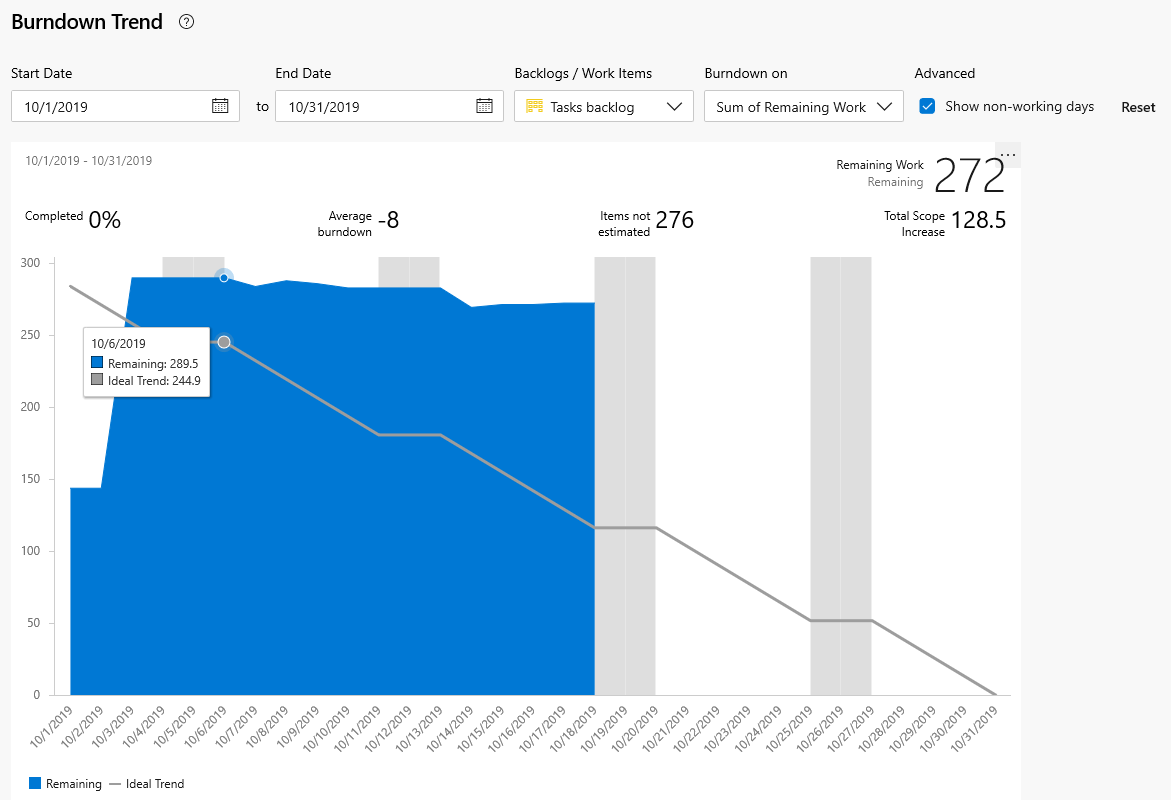 Burndown Trend ?
Start Date End Date Backlogs / Work Items Burndown on Advanced
10/1/2019 to 10/31/2019 Tasks backlog Sum of Remaining Work Show non-working days Reset
10/1/2019 - 10/31/2019
Remaining Work
Remaining
272
Completed 0%
Average
burndown
-8
Items not
estimated
276
Total Scope
Increase
128.5
300
250
200
150
100
50
0
10/6/2019
Remaining: 289.5
Ideal Trend: 244.9
10/1/2019
10/2/2019
10/3/2019
10/4/2019
10/5/2019
10/6/2019
10/7/2019
10/8/2019
10/9/2019
10/10/2019
10/11/2019
10/12/2019
10/13/2019
10/14/2019
10/15/2019
10/16/2019
10/17/2019
10/18/2019
10/19/2019
10/20/2019
10/21/2019
10/22/2019
10/23/2019
10/24/2019
10/25/2019
10/26/2019
10/27/2019
10/28/2019
10/29/2019
10/30/2019
10/31/2019
Remaining Ideal Trend